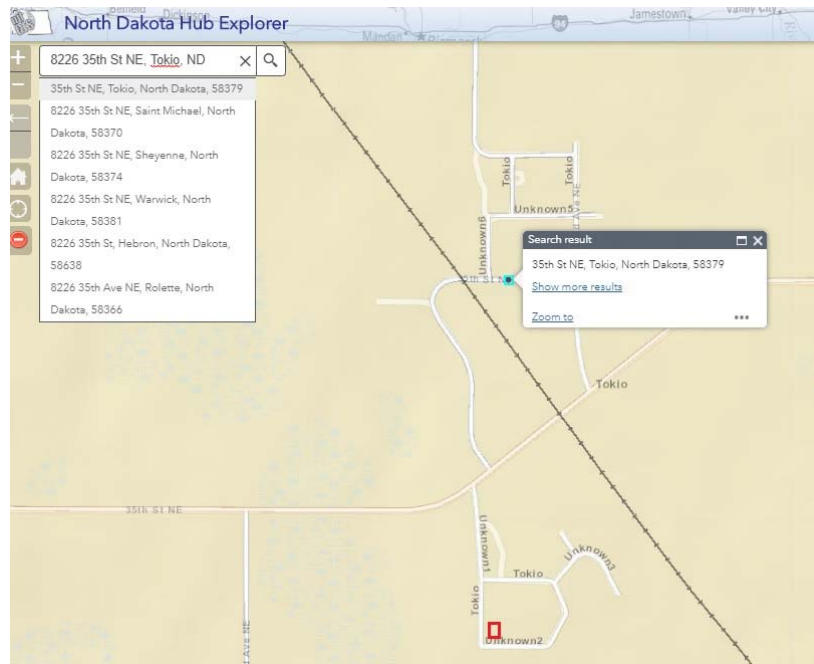 North Dakota Hub Explorer
Dickinson
Mandan
Jamestown
Valley City
8226 35th St NE, Tokio, ND
35th St NE, Tokio, North Dakota, 58379
8226 35th St NE, Saint Michael, North
Dakota, 58370
8226 35th St NE, Sheyenne, North
Dakota, 58374
8226 35th St NE, Warwick, North
Dakota, 58381
8226 35th St, Hebron, North Dakota,
58638
8226 35th Ave NE, Rolette, North
Dakota, 58366
Tokio
Tokio
Unknown5
Unknown6
Search result
35th St NE, Tokio, North Dakota, 58379
Show more results
Zoom to
Tokio
35th St NE
Unknown1
Unknown3
Tokio
Tokio
Unknown2